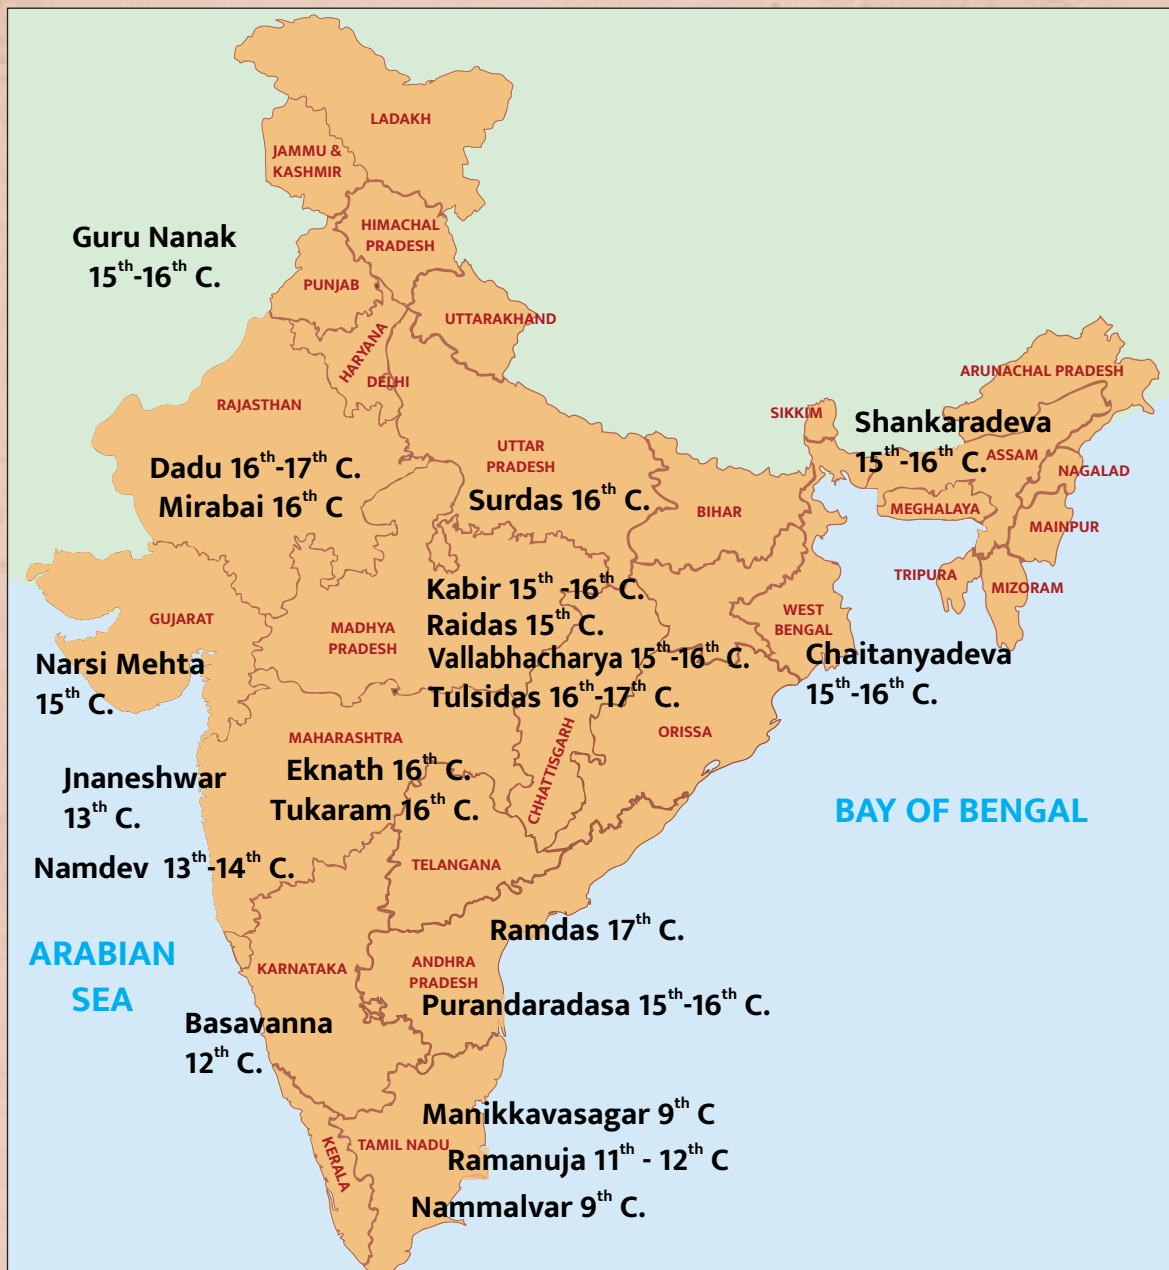 LADAKH
JAMMU &
KASHMIR
HIMACHAL
PRADESH
Guru Nanak
15th-16th C.
PUNJAB
UTTARAKHAND
HARYANA
DELHI
ARUNACHAL PRADESH
RAJASTHAN
SIKKIM
Shankaradeva
15th-16th C.
ASSAM
NAGALAD
UTTAR
PRADESH
Dadu 16th-17th C.
Mirabai 16th C
Surdas 16th C.
BIHAR
MEGHALAYA
MAINPUR
TRIPURA
MIZORAM
Kabir 15th -16th C.
Raidas 15th C.
Vallabhacharya 15th-16th C.
Tulsidas 16th-17th C.
GUJARAT
MADHYA
PRADESH
WEST
BENGAL
Narsi Mehta
15th C.
Chaitanyadeva
15th-16th C.
MAHARASHTRA
ORISSA
CHHATTISGARH
Eknath 16th C.
Tukaram 16th C.
Jnaneshwar
13th C.
BAY OF BENGAL
Namdev 13th-14th C.
TELANGANA
Ramdas 17th C.
ARABIAN
SEA
KARNATAKA
ANDHRA
PRADESH
Purandaradasa 15th-16th C.
Basavanna
12th C.
Manikkavasagar 9th C
KERALA
TAMIL NADU
Ramanuja 11th - 12th C
Nammalvar 9th C.